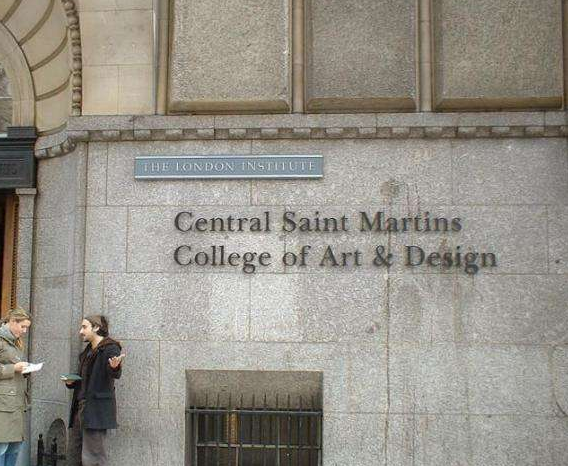 THE LONDON INSTITUTE
Central Saint Martins
College of Art & Design